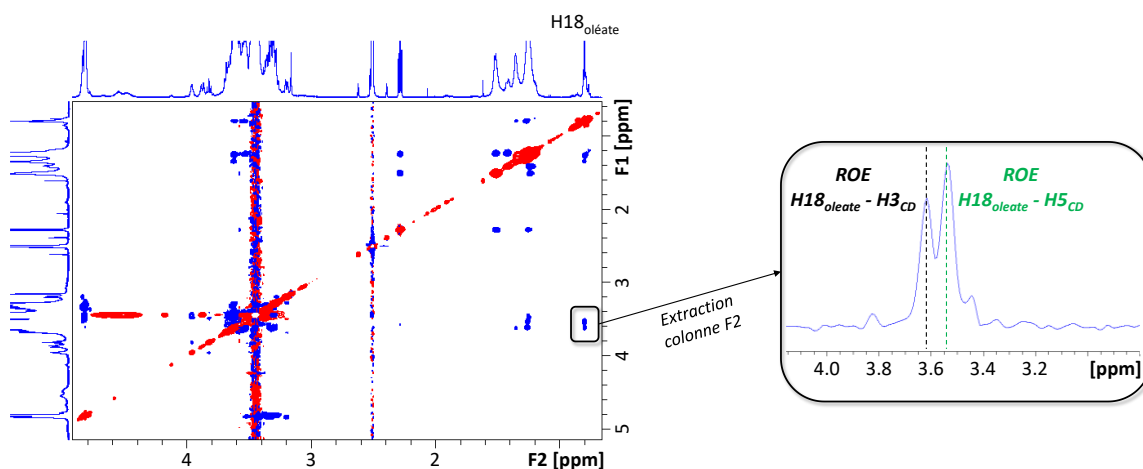 H18oléate
F1 [ppm]
2
3
4
5
4
3
2
F2 [ppm]
Extraction
colonne F2
ROE
H18oleate - H3CD
ROE
H18oleate - H5CD
4.0
3.8
3.6
3.4
3.2
[ppm]